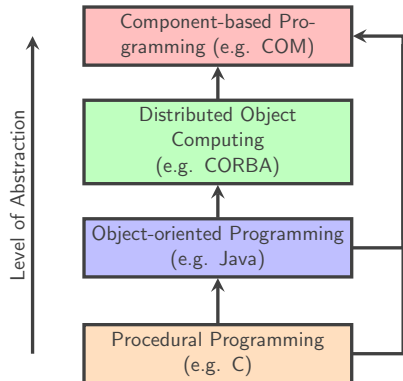 Component-based Pro-
gramming (e.g. COM)
Distributed Object
Computing
(e.g. CORBA)
Object-oriented Programming
(e.g. Java)
Procedural Programming
(e.g. C)
Level of Abstraction